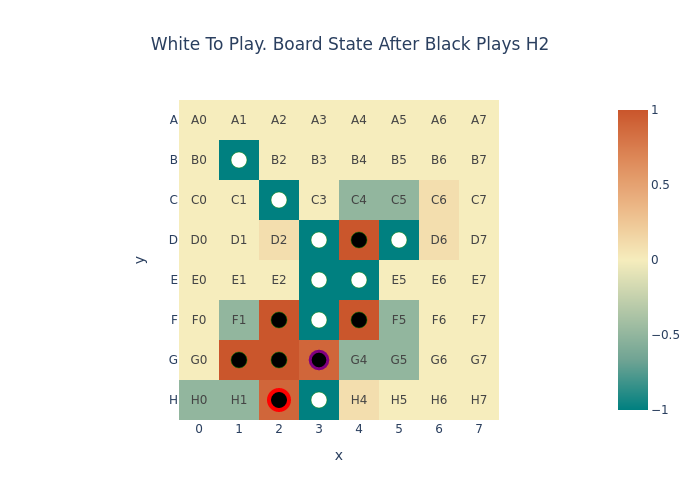 White To Play. Board State After Black Plays H2
A A0 A1 A2 A3 A4 A5 A6 A7
B B0 B2 B3 B4 B5 B6 B7
C C0 C1 C3 C4 C5 C6 C7
D D0 D1 D2 D6 D7
E E0 E1 E2 E5 E6 E7
F F0 F1 F5 F6 F7
G G0 G4 G5 G6 G7
H H0 H1 H4 H5 H6 H7
0 1 2 3 4 5 6 7
x
y
1
0.5
0
−0.5
−1